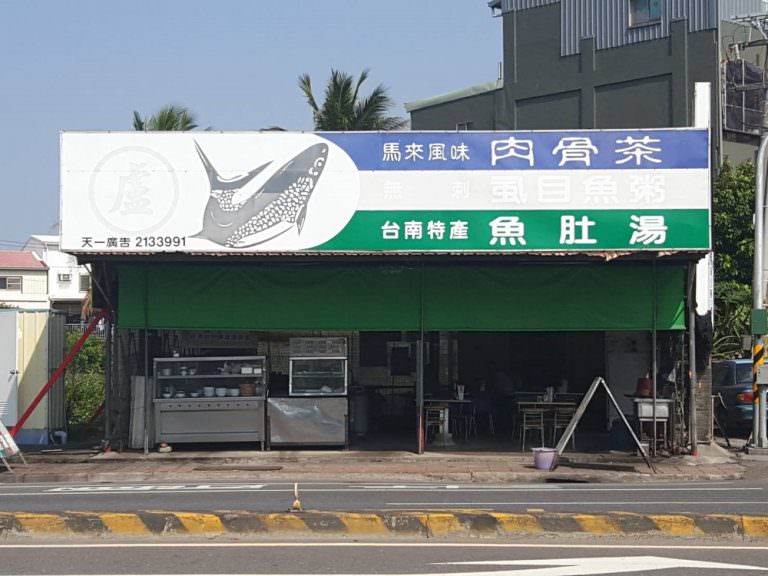 盧
馬來風味 肉骨茶
無刺 虱目魚粥
台南特產 魚肚湯
天一廣告 2133991